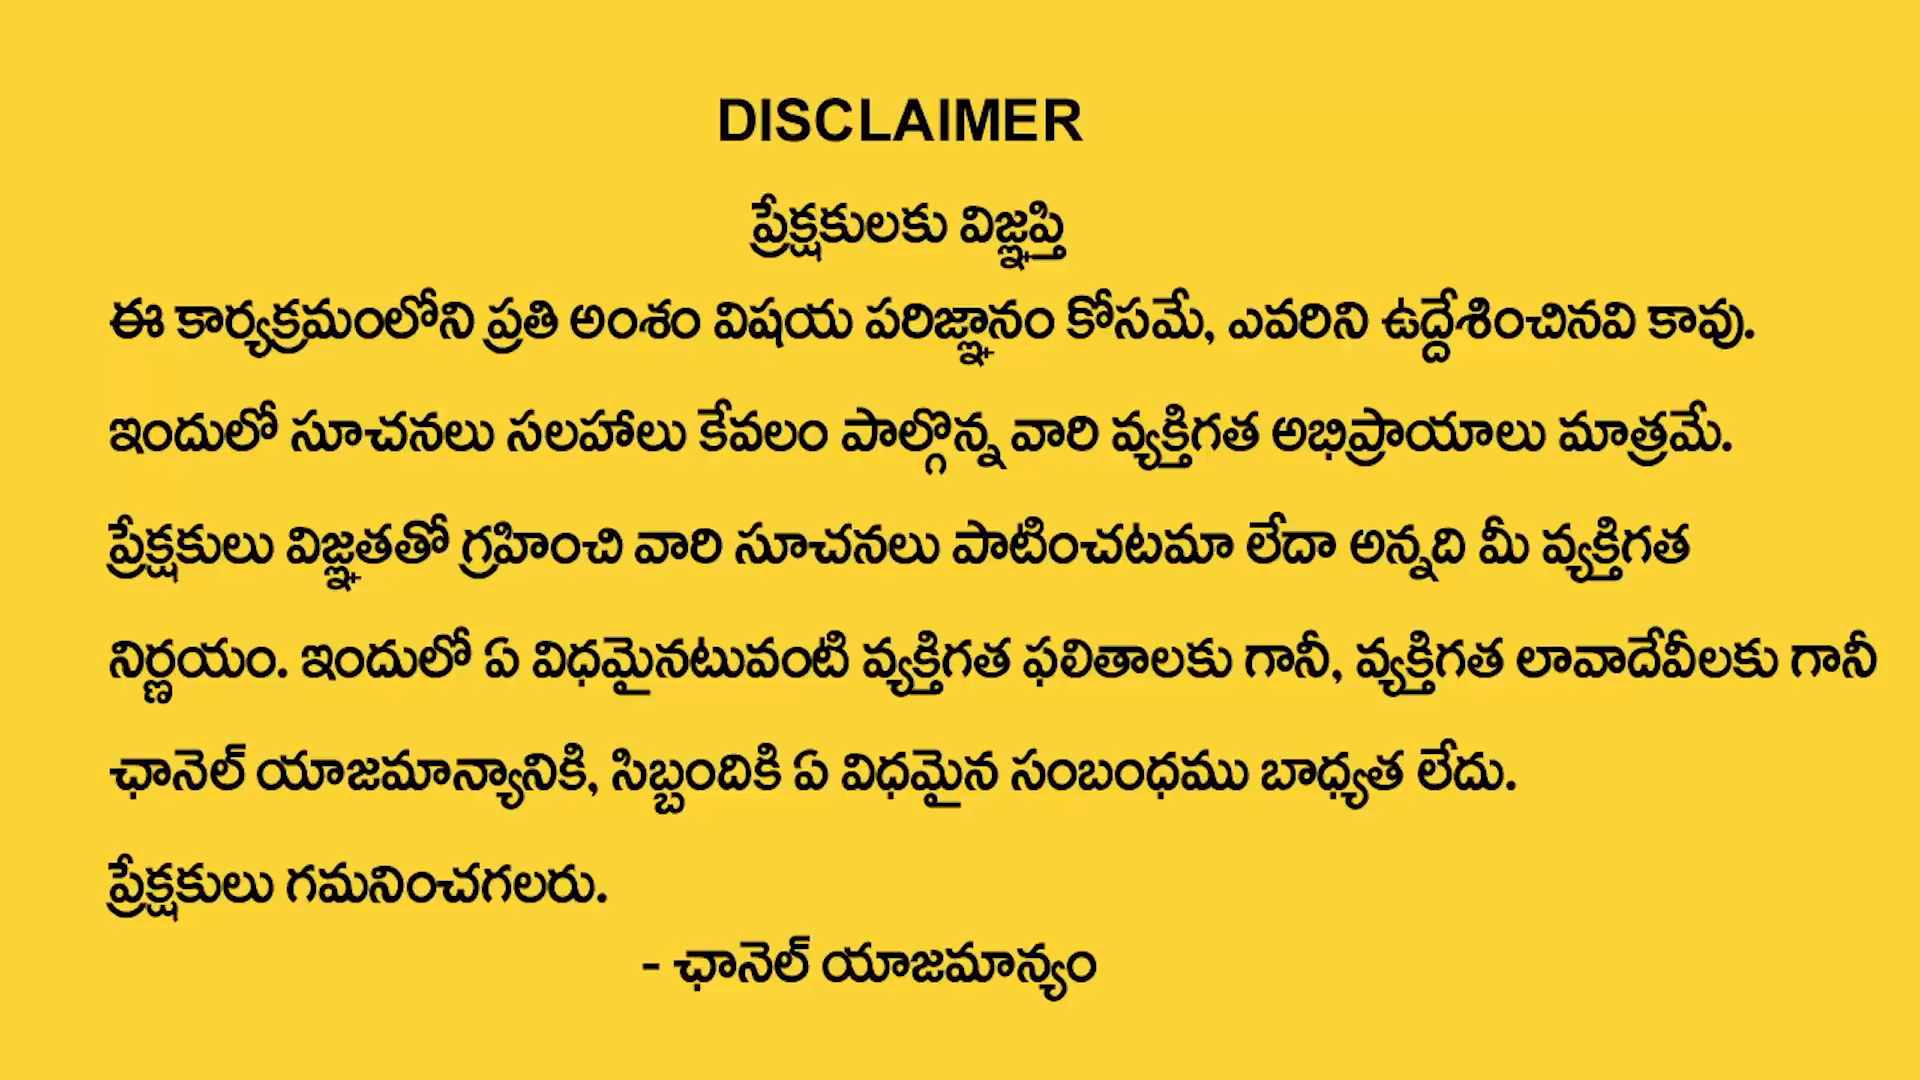 DISCLAIMER
ప్రేక్షకులకు విజ్ఞప్తి
ఈ కార్యక్రమంలోని ప్రతి అంశం విషయ పరిజ్ఞానం కోసమే, ఎవరిని ఉద్దేశించినవి కావు.
ఇందులో సూచనలు సలహాలు కేవలం పాల్గొన్న వారి వ్యక్తిగత అభిప్రాయాలు మాత్రమే.
ప్రేక్షకులు విజ్ఞతతో గ్రహించి వారి సూచనలు పాటించటమా లేదా అన్నది మీ వ్యక్తిగత
నిర్ణయం. ఇందులో ఏ విధమైనటువంటి వ్యక్తిగత ఫలితాలకు గానీ, వ్యక్తిగత లావాదేవీలకు గానీ
ఛానెల్ యాజమాన్యానికి, సిబ్బందికి ఏ విధమైన సంబంధము బాధ్యత లేదు.
ప్రేక్షకులు గమనించగలరు.
- ఛానెల్ యాజమాన్యం